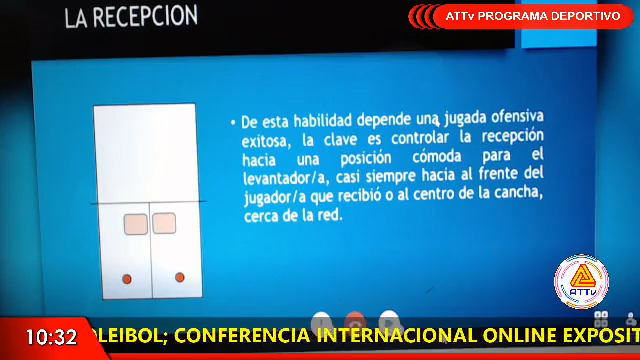 LA RECEPCION
ATTv PROGRAMA DEPORTIVO
• De esta habilidad depende una jugada ofensiva
exitosa, la clave es controlar la recepción
hacia una posición cómoda para el
levantador/a, casi siempre hacia al frente del
jugador/a que recibió o al centro de la cancha,
cerca de la red.
ATTv
10:32
OLEIBOL; CONFERENCIA INTERNACIONAL ONLINE EXPOSIT